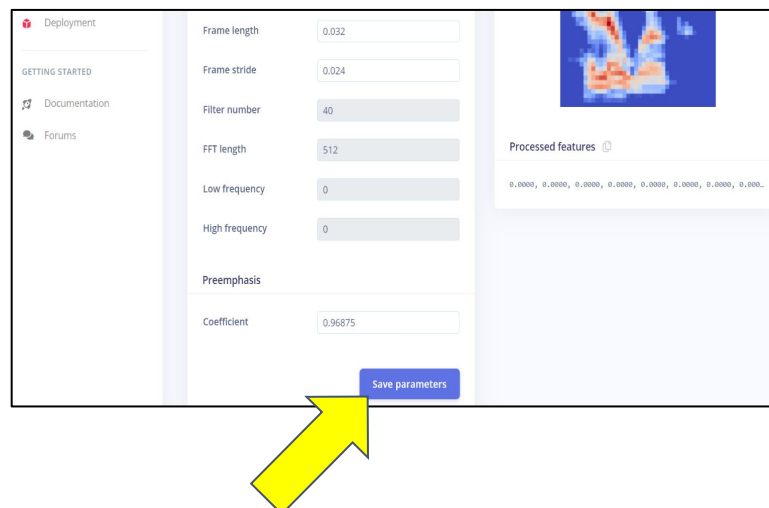 Deployment
GETTING STARTED
Documentation
Forums
Frame length 0.032
Frame stride 0.024
Filter number 40
FFT length 512
Low frequency 0
High frequency 0
Preemphasis
Coefficient 0.96875
Save parameters
Processed features
0.0000, 0.0000, 0.0000, 0.0000, 0.0000, 0.0000, 0.0000, 0.000…